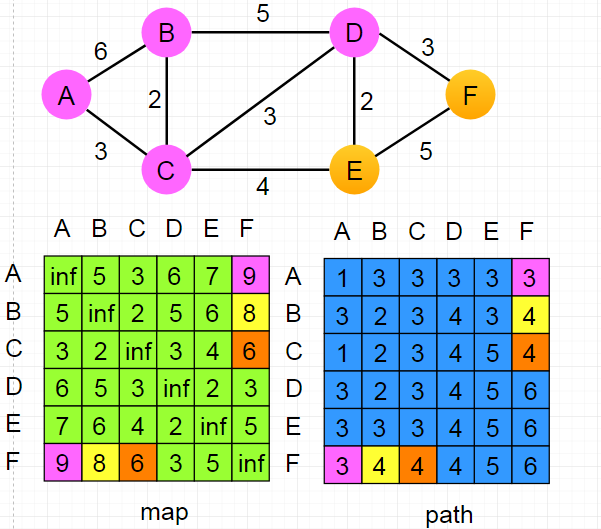 5
B
D
6
3
A
2
2
F
3
3
5
C
E
4
A B C D E F
A B C D E F
A inf 5 3 6 7 9
A 1 3 3 3 3 3
B 5 inf 2 5 6 8
B 3 2 3 4 3 4
C 3 2 inf 3 4 6
C 1 2 3 4 5 4
D 6 5 3 inf 2 3
D 3 2 3 4 5 6
E 7 6 4 2 inf 5
E 3 3 3 4 5 6
F 9 8 6 3 5 inf
F 3 4 4 4 5 6
map
path